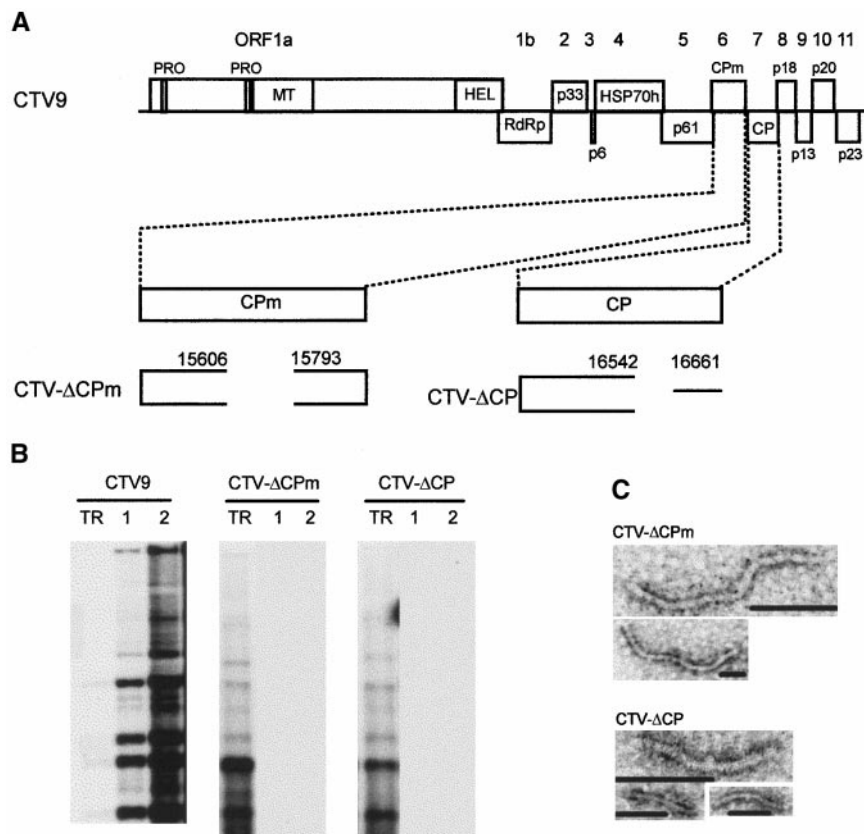 A
ORF1a 1b 2 3 4 5 6 7 8 9 10 11
PRO PRO CPm p18 p20
CTV9 MT HEL p33 HSP70h
RdRp p6 p61 CP p13 p23
CPm CP
15606 15793 16542 16661
CTV-ΔCPm CTV-ΔCP
B
CTV9 CTV-ΔCPm CTV-ΔCP
TR 1 2 TR 1 2 TR 1 2
C
CTV-ΔCPm
CTV-ΔCP